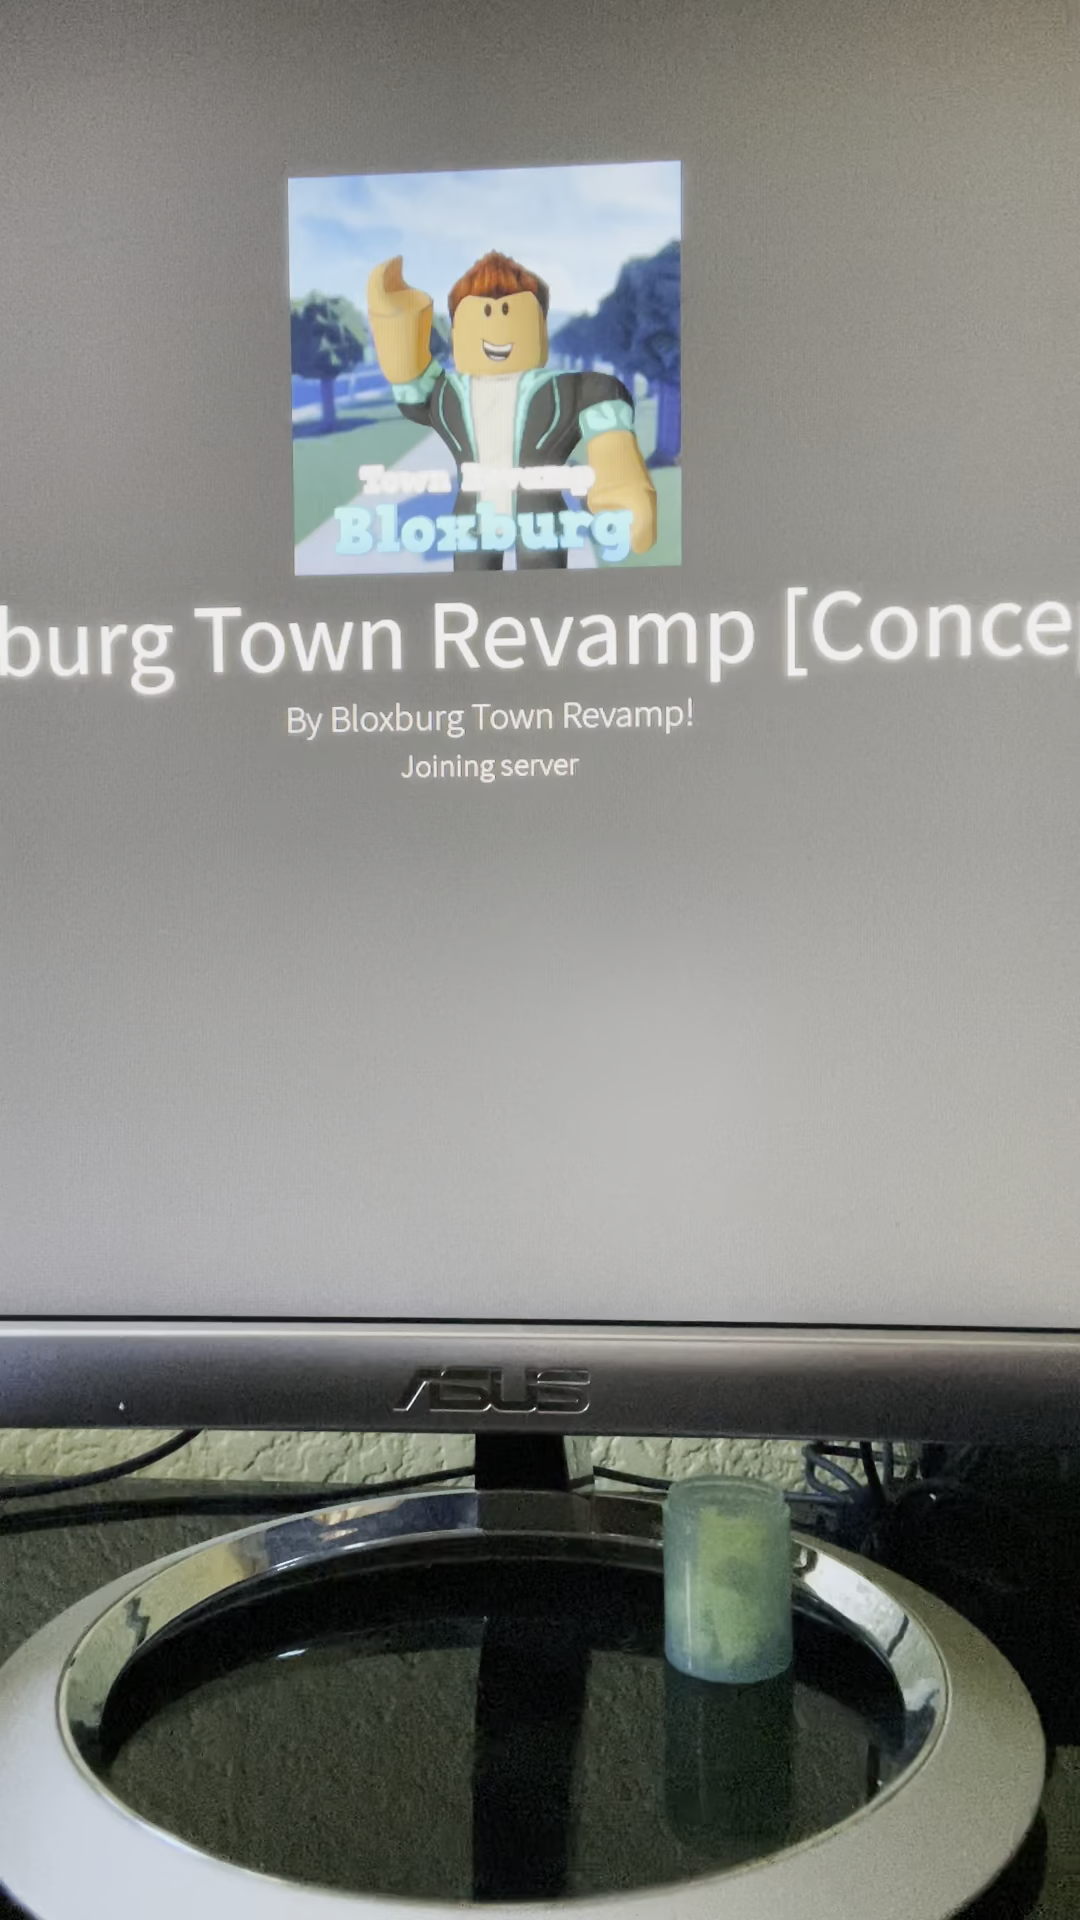 Town Revamp
Bloxburg
burg Town Revamp [Conce
By Bloxburg Town Revamp!
Joining server
ASUS